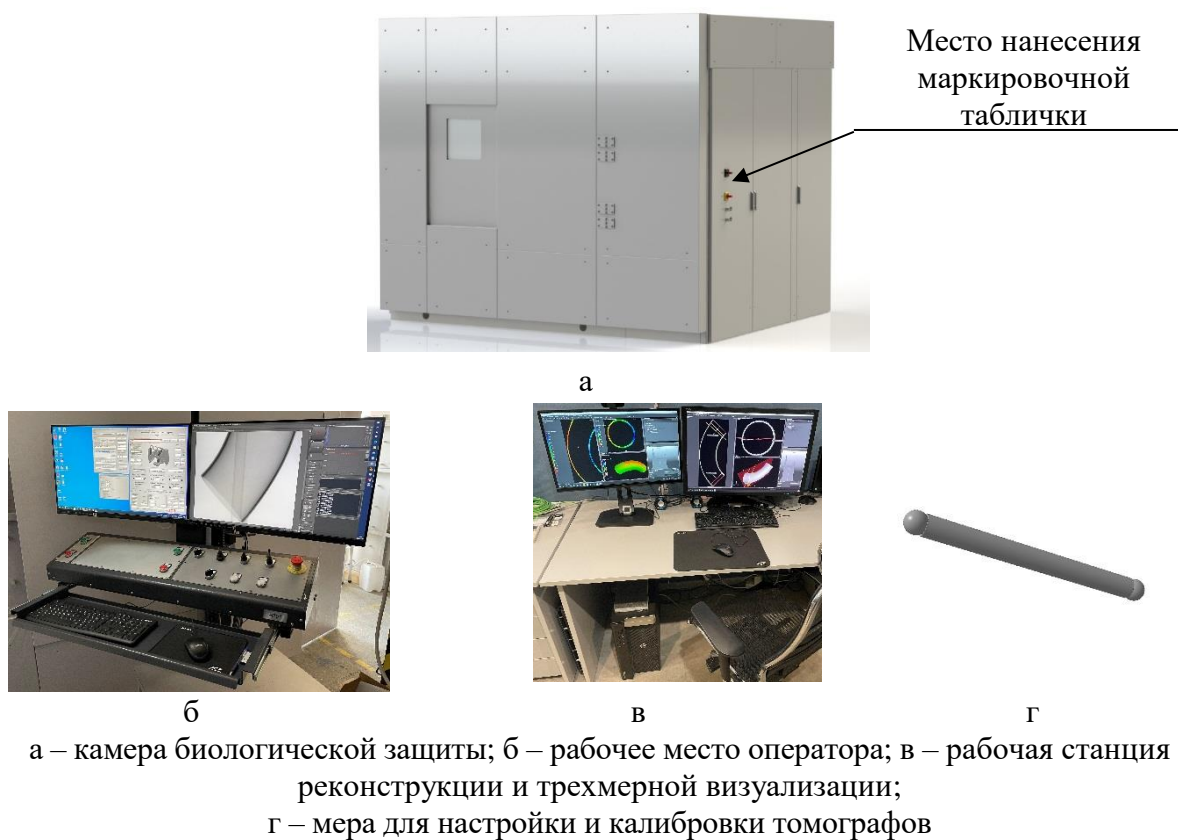 Место нанесения
маркировочной
таблички
а
б
в
г
а – камера биологической защиты; б – рабочее место оператора; в – рабочая станция
реконструкции и трехмерной визуализации;
г – мера для настройки и калибровки томографов